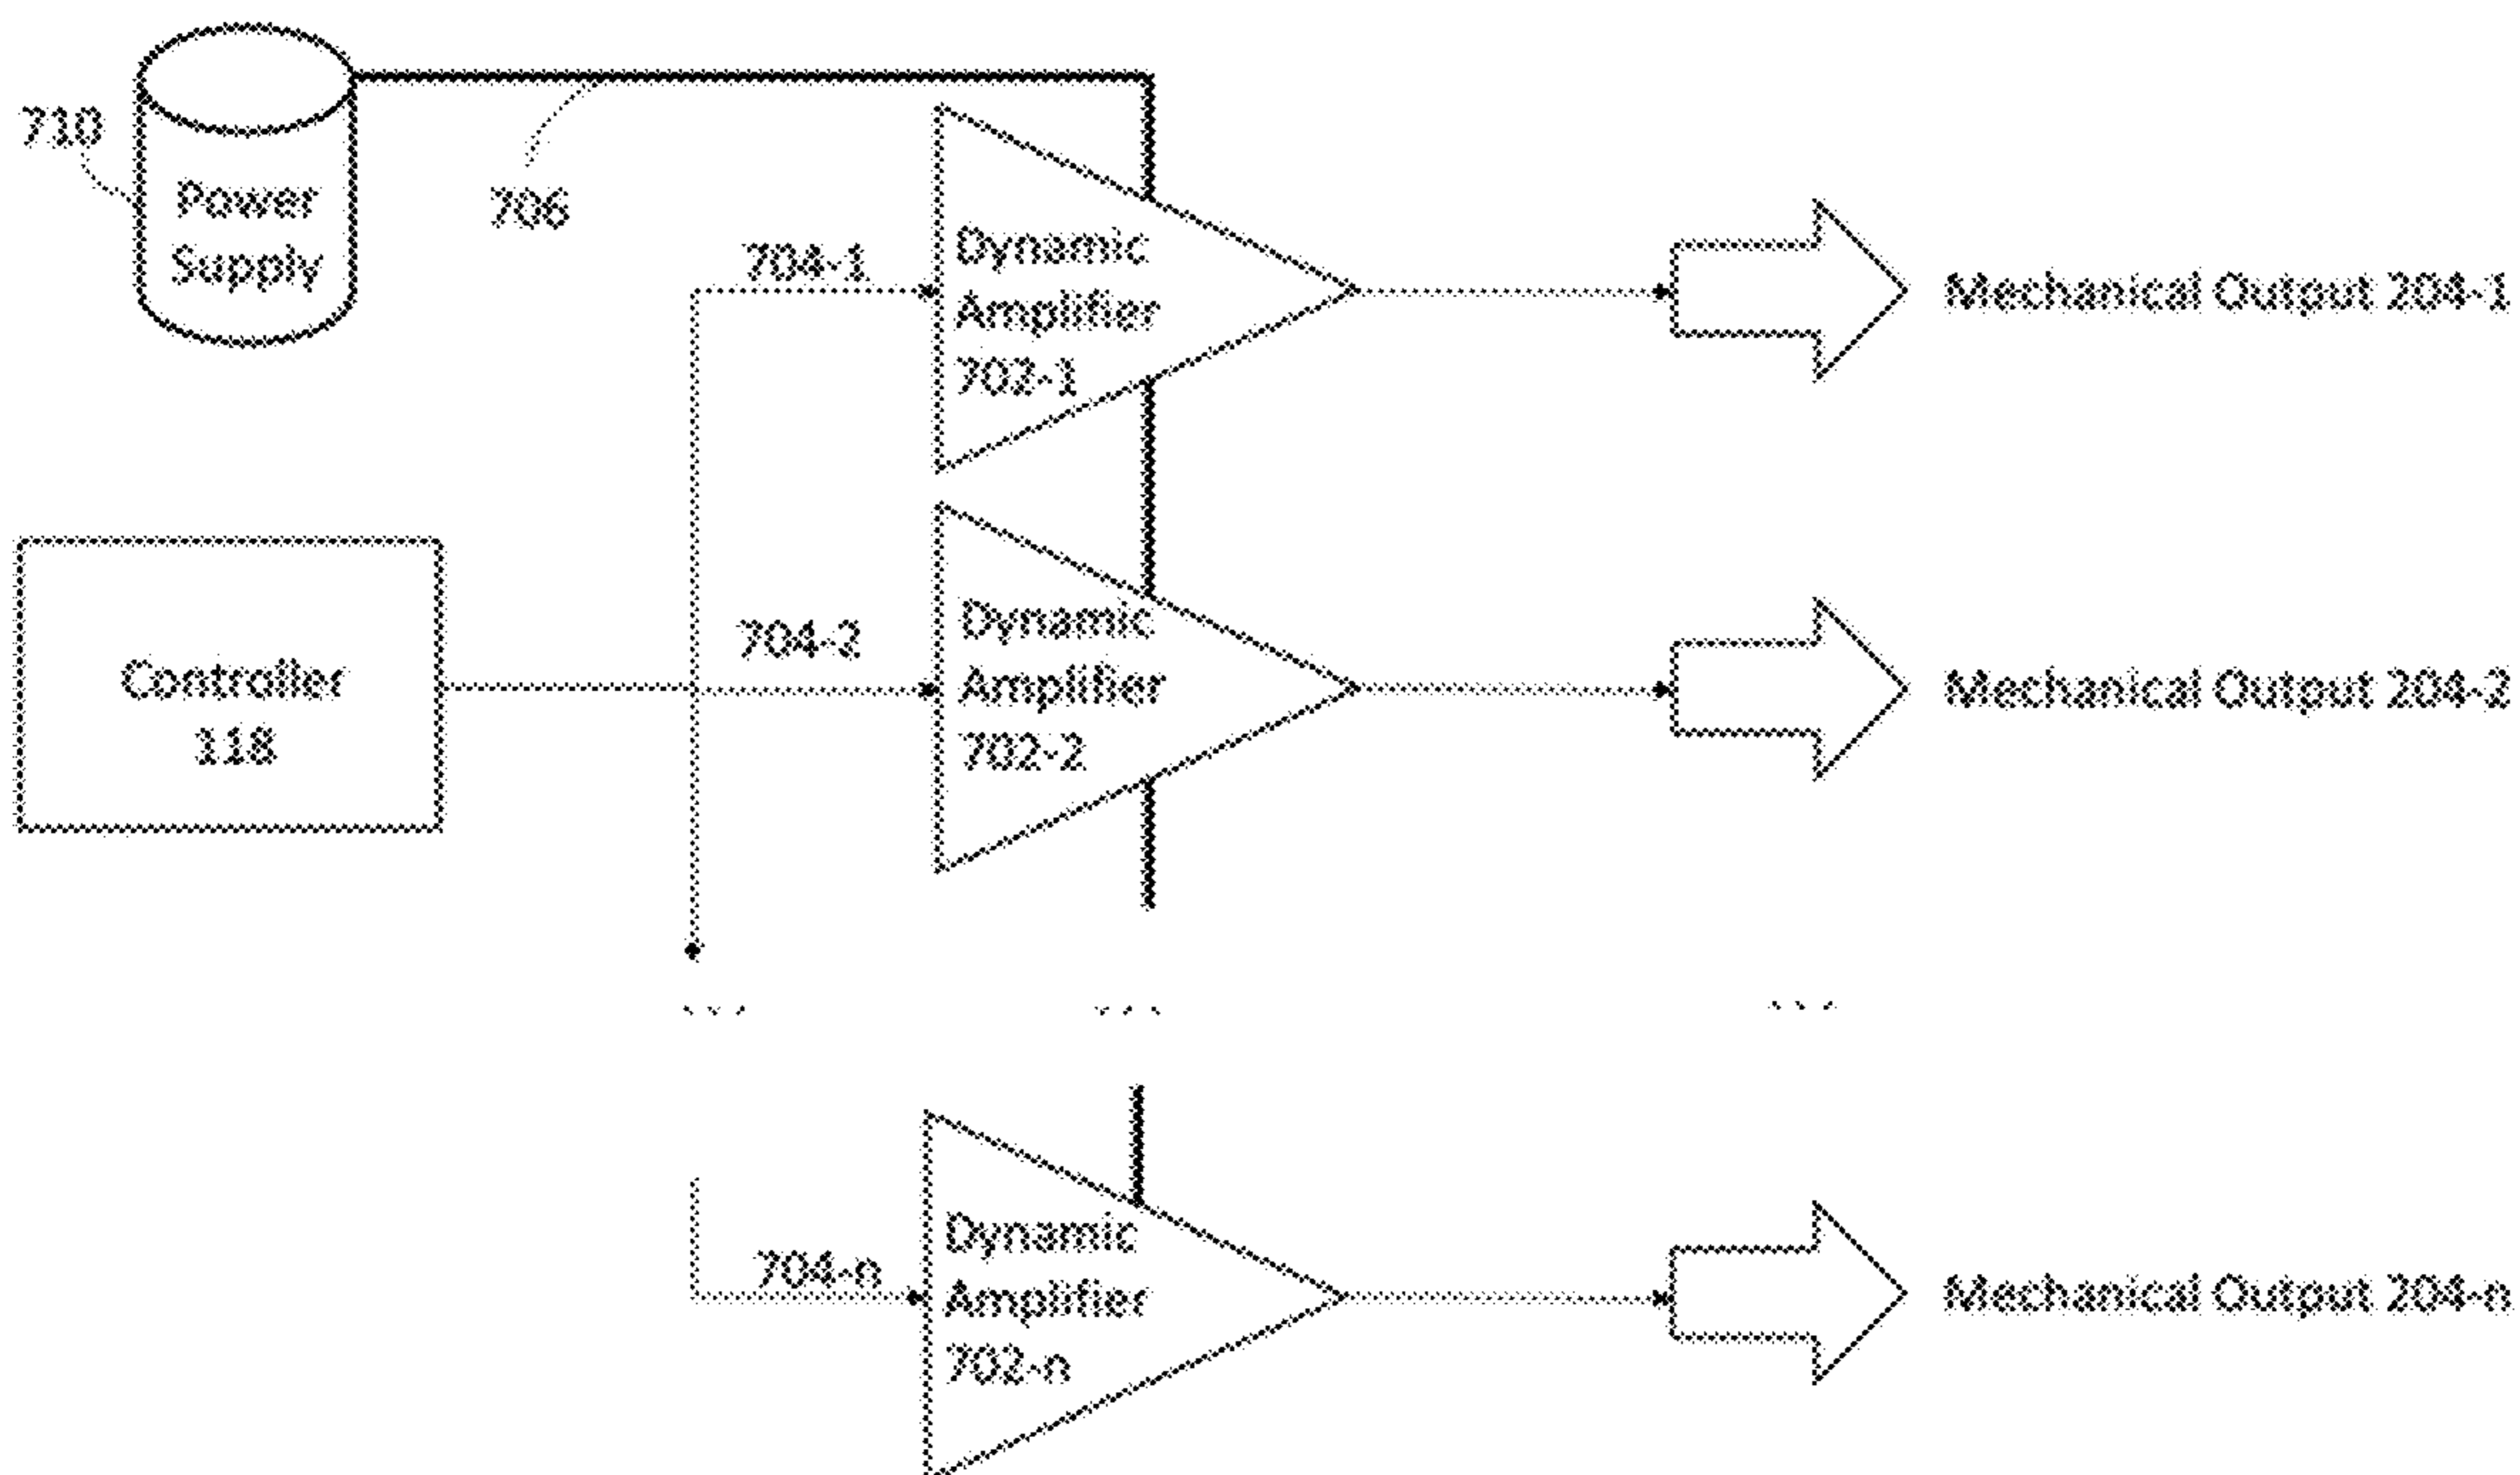 710
Power
Supply
706
704-1
Dynamic
Amplifier
702-1
Mechanical Output 204-1
Controller
118
704-2
Dynamic
Amplifier
702-2
Mechanical Output 204-2
...
...
...
704-n
Dynamic
Amplifier
702-n
Mechanical Output 204-n